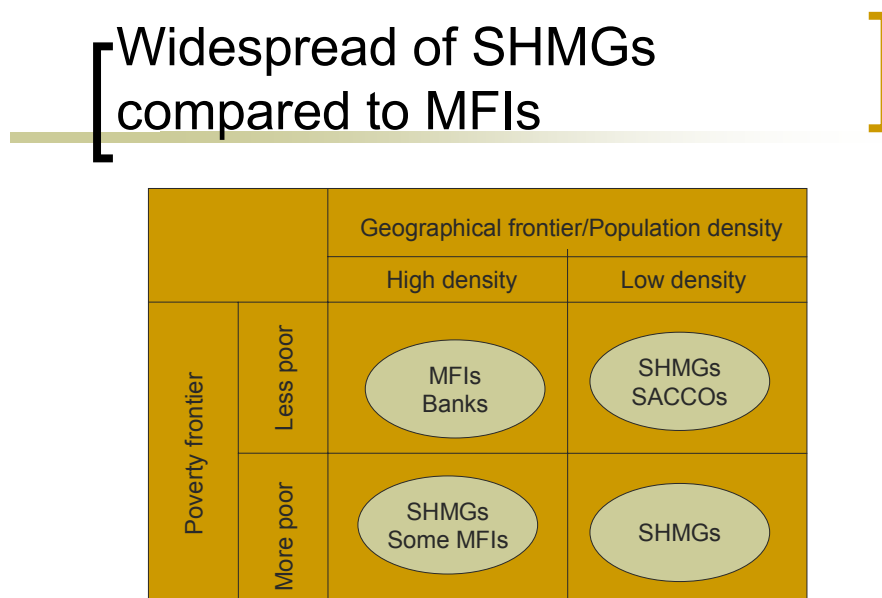 Widespread of SHMGs
compared to MFIs
Geographical frontier/Population density
High density
Low density
Poverty frontier
Less poor
MFIs
Banks
SHMGs
SACCOs
More poor
SHMGs
Some MFIs
SHMGs